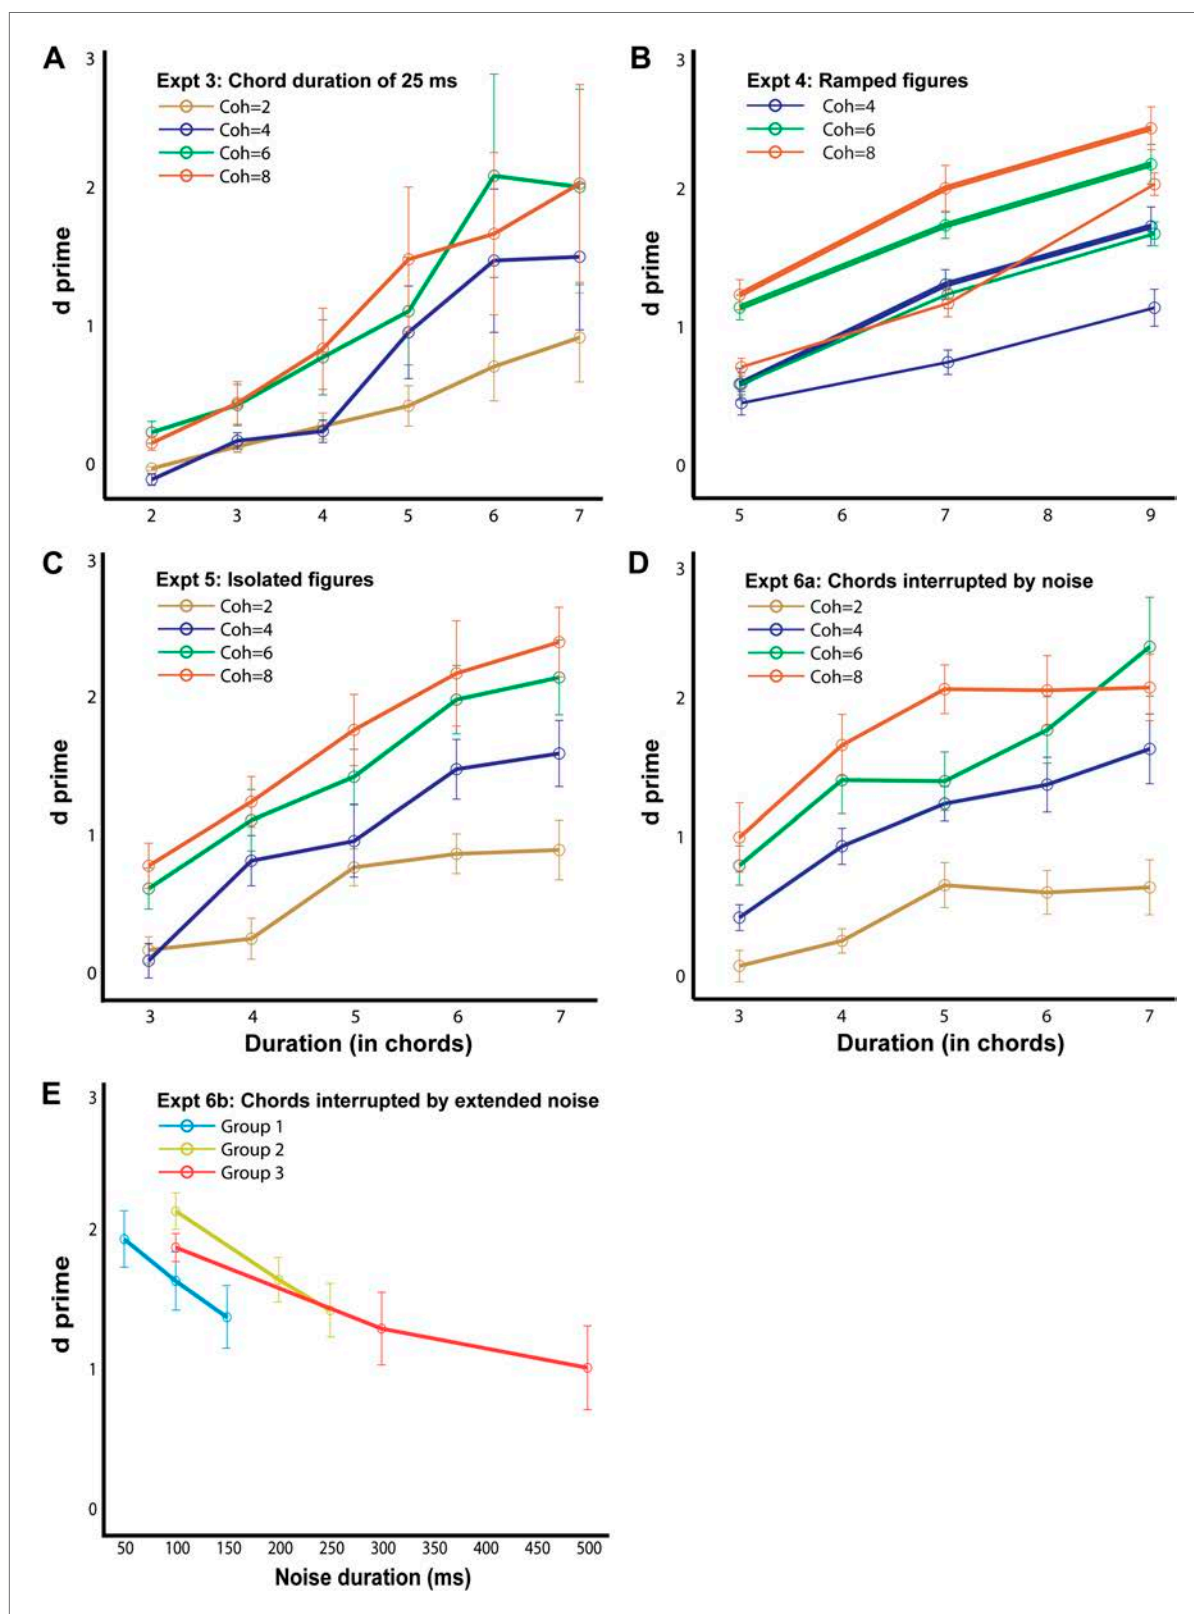 A
Expt 3: Chord duration of 25 ms
Coh=2
Coh=4
Coh=6
Coh=8
d prime
3
2
1
0
2 3 4 5 6 7
B
Expt 4: Ramped figures
Coh=4
Coh=6
Coh=8
d prime
3
2
1
0
5 6 7 8 9
C
Expt 5: Isolated figures
Coh=2
Coh=4
Coh=6
Coh=8
d prime
3
2
1
0
3 4 5 6 7
Duration (in chords)
D
Expt 6a: Chords interrupted by noise
Coh=2
Coh=4
Coh=6
Coh=8
d prime
3
2
1
0
3 4 5 6 7
Duration (in chords)
E
Expt 6b: Chords interrupted by extended noise
Group 1
Group 2
Group 3
d prime
3
2
1
0
50 100 150 200 250 300 350 400 450 500
Noise duration (ms)